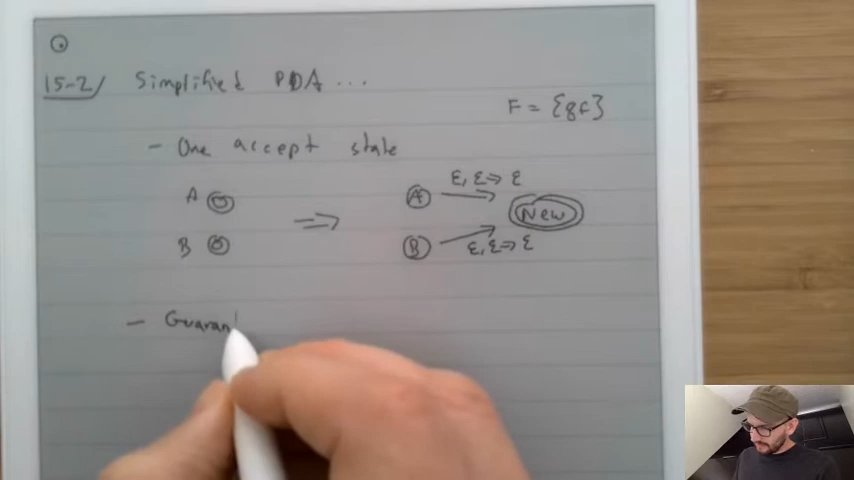 15-2/ Simplified PDA...
F = {qf}
- One accept state
ε, ε → ε
A ⇒ A New
B B ε, ε → ε
- Guaran